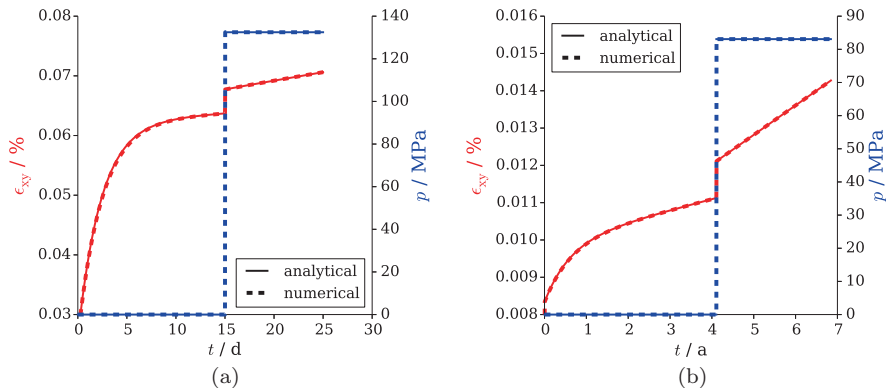 0.08
0.07
0.06
0.05
0.04
0.03
ϵxy / %
140
120
100
80
60
40
20
0
p / MPa
analytical
numerical
0 5 10 15 20 25 30
t / d
(a)
0.016
0.015
0.014
0.013
0.012
0.011
0.010
0.009
0.008
ϵxy / %
90
80
70
60
50
40
30
20
10
0
p / MPa
analytical
numerical
0 1 2 3 4 5 6 7
t / a
(b)